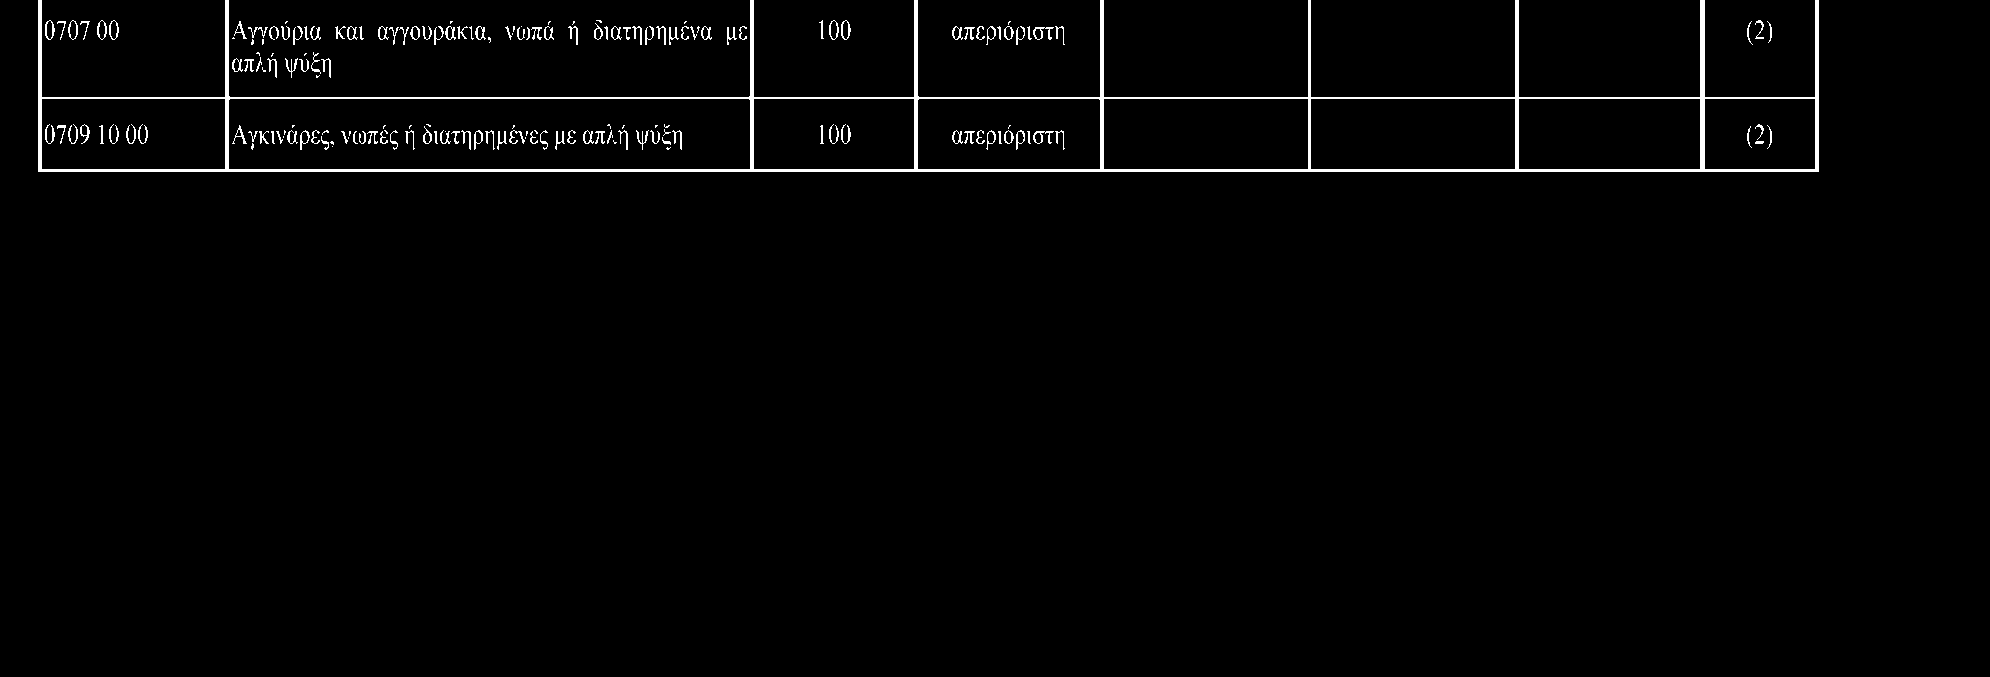 0707 00 Αγγούρια και αγγουράκια, νωπά ή διατηρημένα με 100 απεριόριστη (2)
απλή ψύξη
0709 10 00 Αγκινάρες, νωπές ή διατηρημένες με απλή ψύξη 100 απεριόριστη (2)